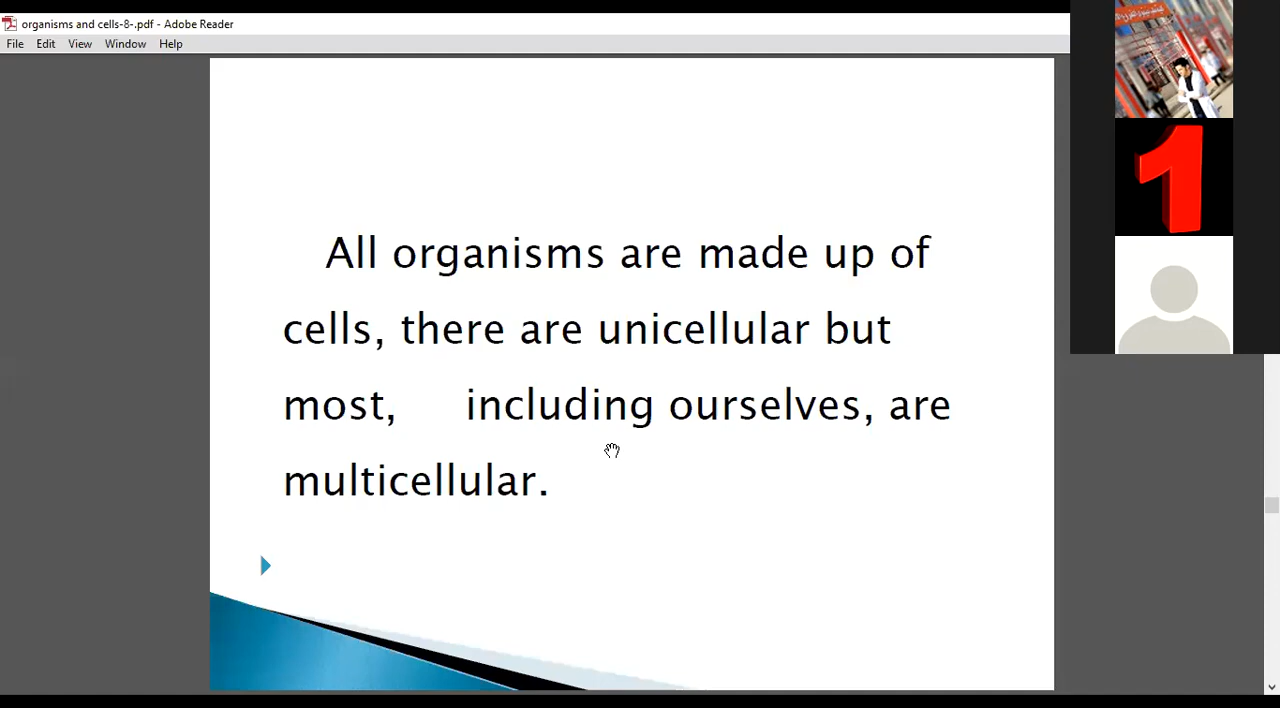 organisms and cells-8-.pdf - Adobe Reader
File Edit View Window Help
All organisms are made up of
cells, there are unicellular but
most, including ourselves, are
multicellular.
1